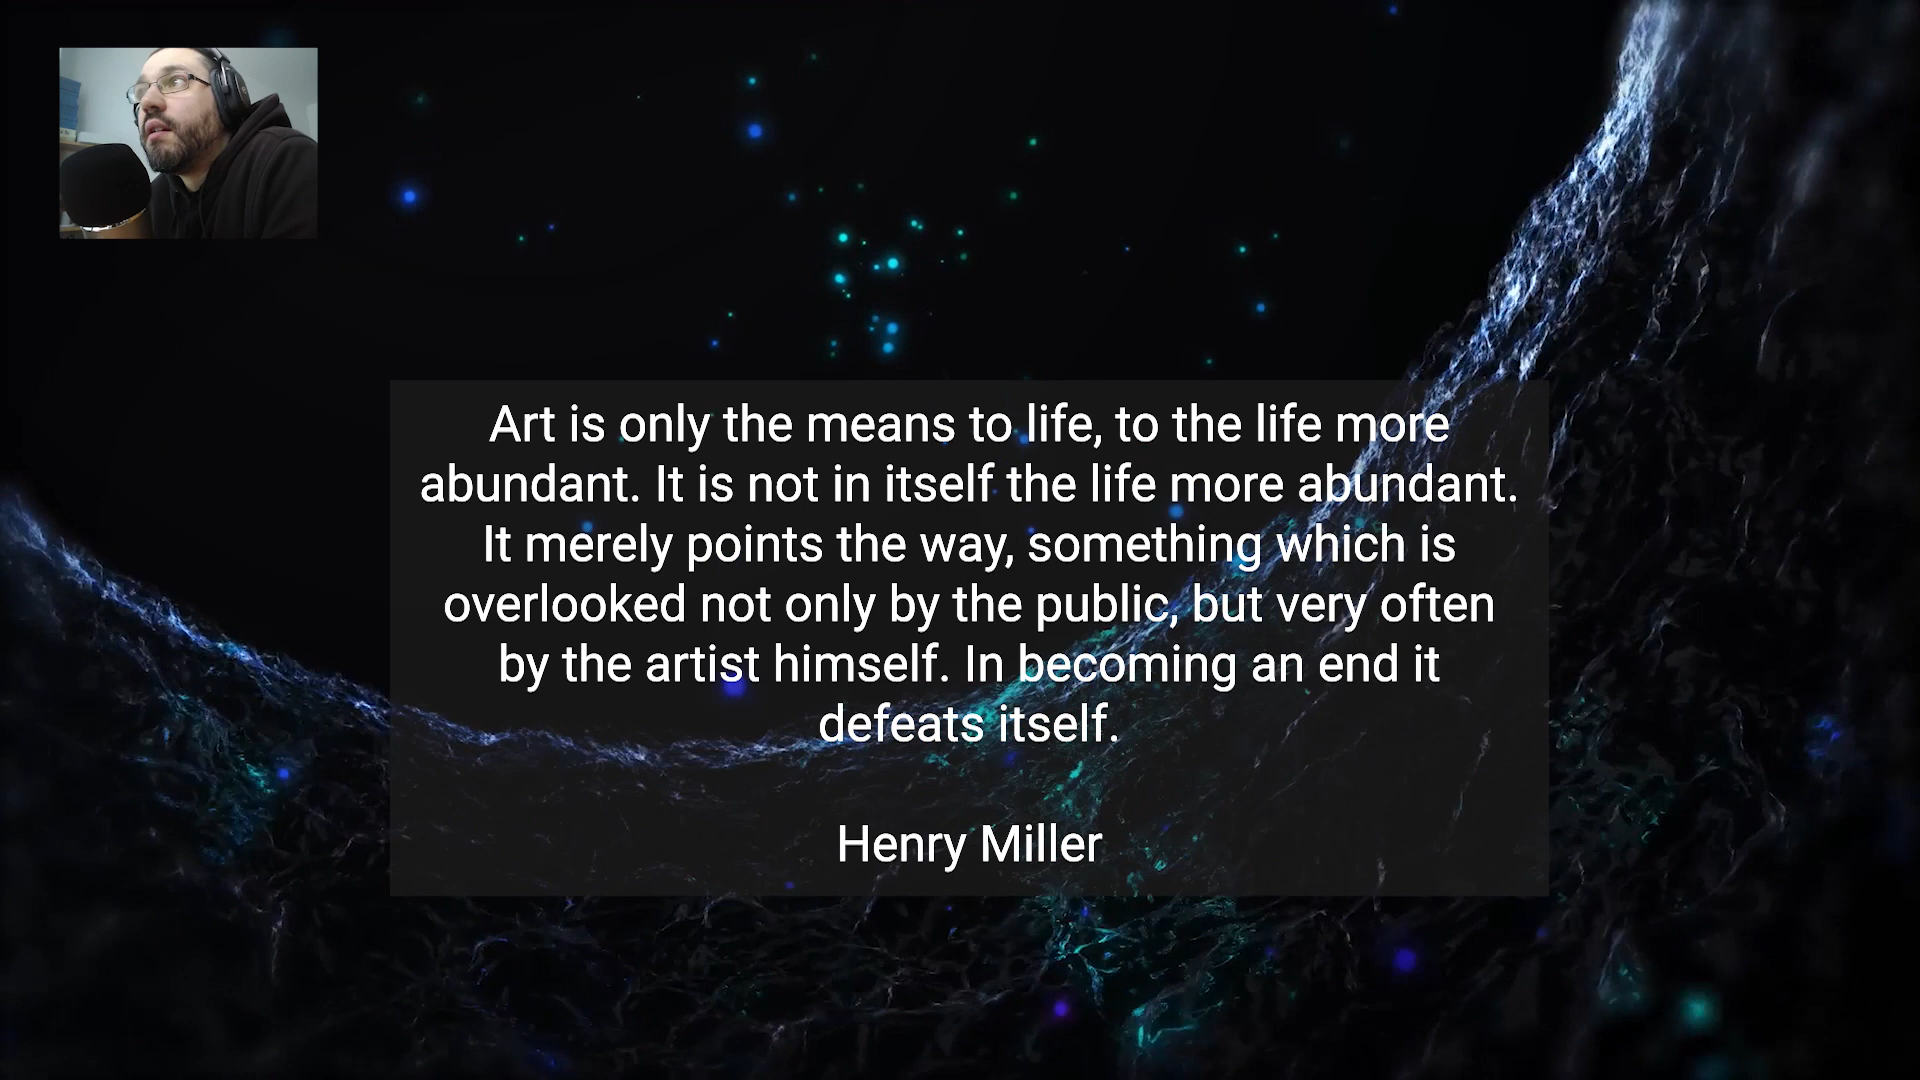 Art is only the means to life, to the life more
abundant. It is not in itself the life more abundant.
It merely points the way, something which is
overlooked not only by the public, but very often
by the artist himself. In becoming an end it
defeats itself.
Henry Miller